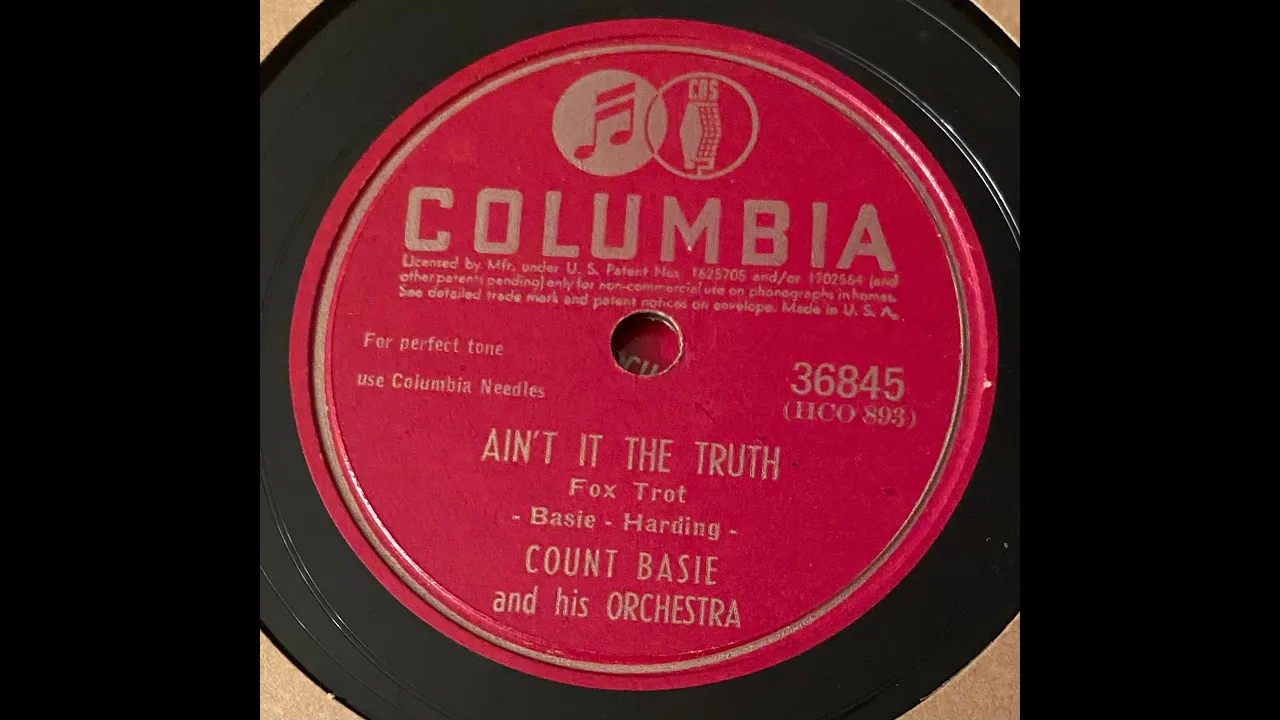 CBS
COLUMBIA
Licensed by Mfr. under U. S. Patent Nos. 1625705 and/or 1702564 (and
other patents pending) only for non-commercial use on phonographs in homes.
See detailed trade mark and patent notices on envelope. Made in U. S. A.
For perfect tone
use Columbia Needles
36845
(HCO 893)
AIN'T IT THE TRUTH
Fox Trot
- Basie - Harding -
COUNT BASIE
and his ORCHESTRA